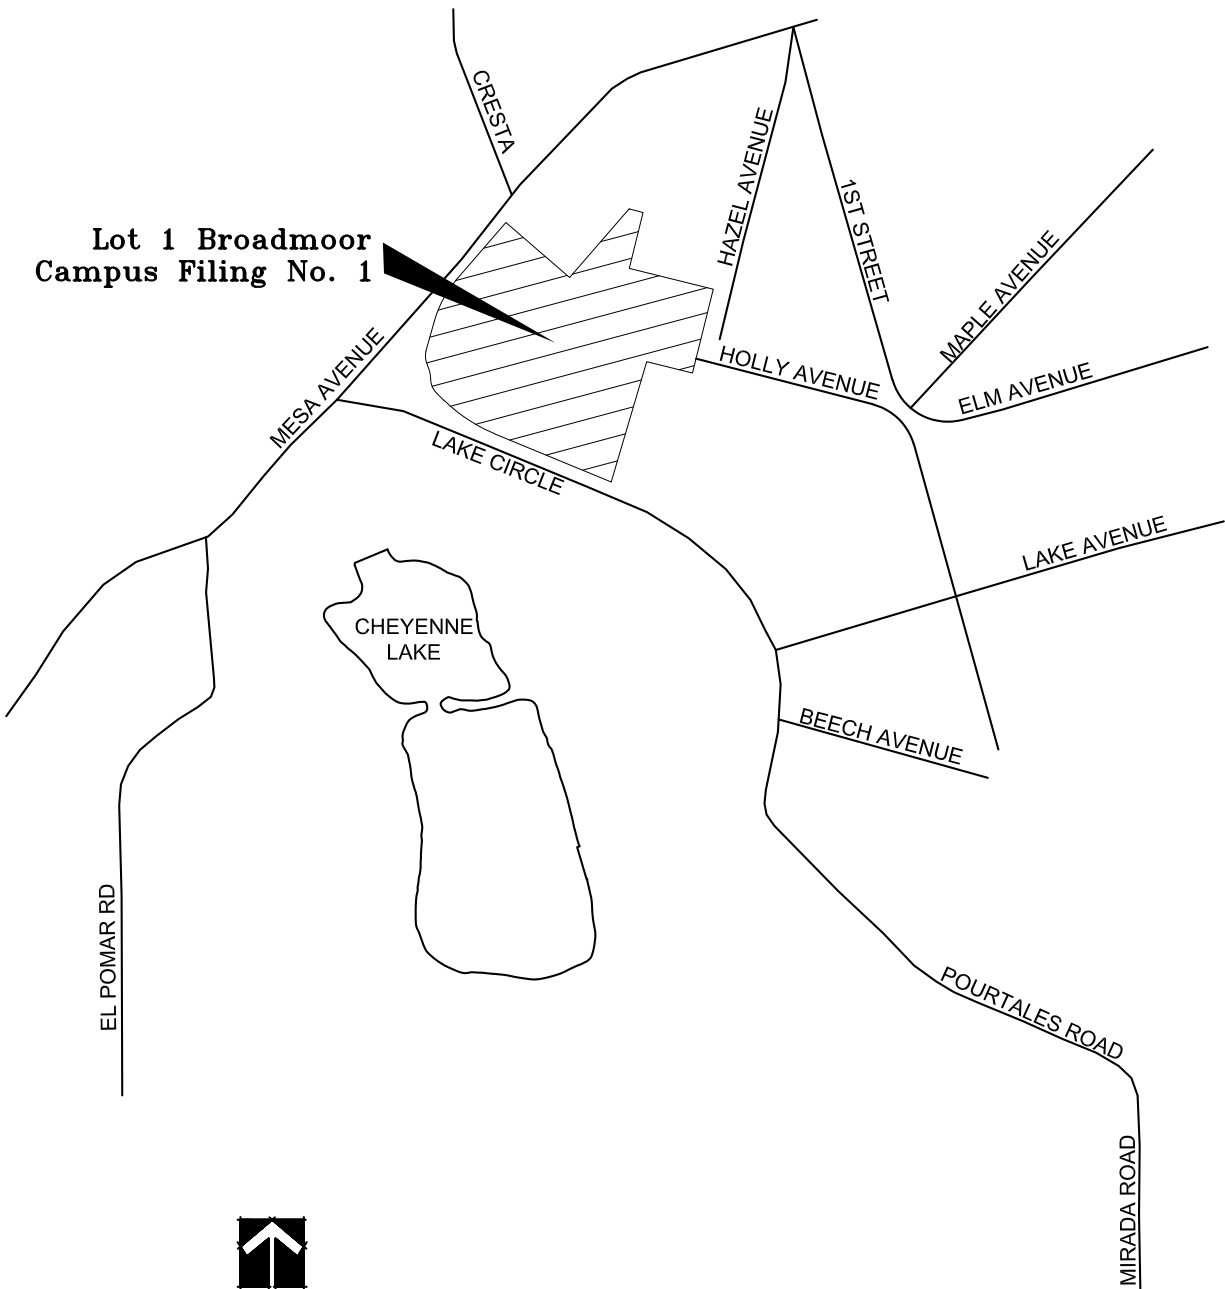 CRESTA
HAZEL AVENUE
1ST STREET
Lot 1 Broadmoor
Campus Filing No. 1
MAPLE AVENUE
MESA AVENUE
HOLLY AVENUE
ELM AVENUE
LAKE CIRCLE
LAKE AVENUE
CHEYENNE
LAKE
BEECH AVENUE
EL POMAR RD
POURTALES ROAD
MIRADA ROAD